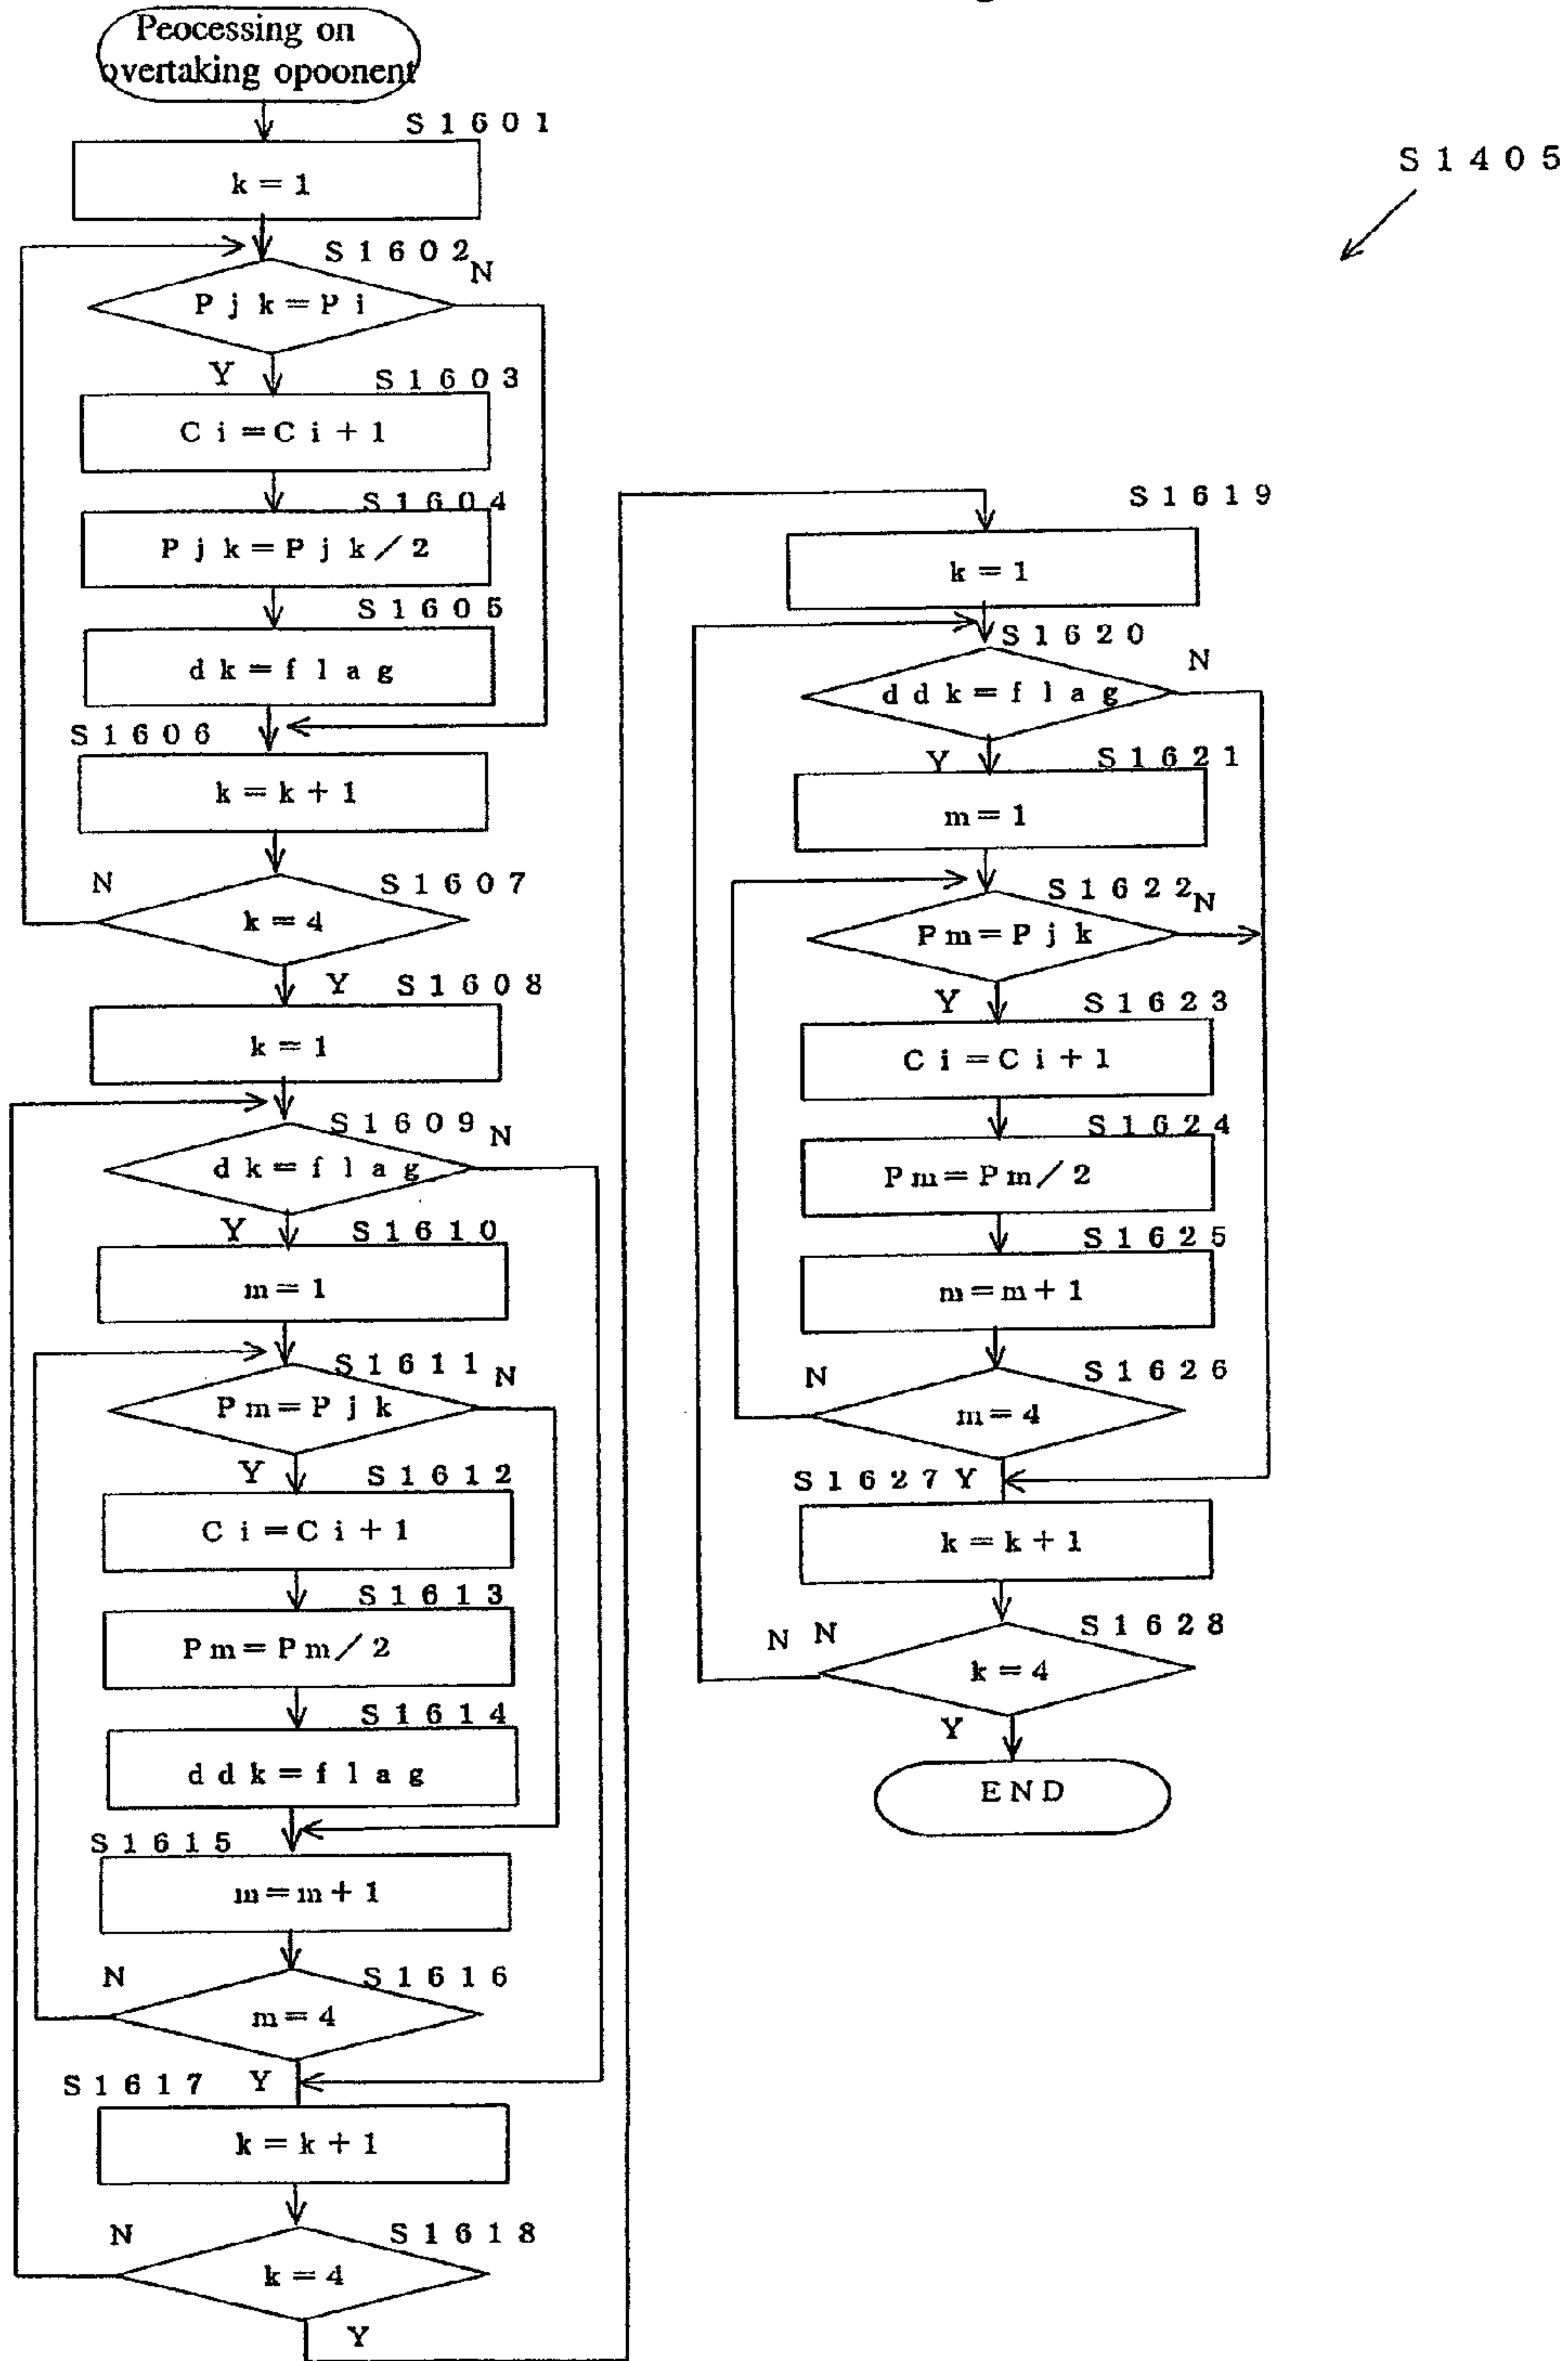 Peocessing on
overtaking opoonent
S1601
k=1
S1405
S1602
N
Pjk=Pi
Y
S1603
Ci=Ci+1
S1604
Pjk=Pjk/2
S1605
dk=flag
S1606
k=k+1
N
S1607
k=4
Y
S1608
k=1
S1609
N
dk=flag
Y
S1610
m=1
S1611
N
Pm=Pjk
Y
S1612
Ci=Ci+1
S1613
Pm=Pm/2
S1614
ddk=flag
S1615
m=m+1
N
S1616
m=4
S1617
Y
k=k+1
N
S1618
k=4
Y
S1619
k=1
S1620
N
ddk=flag
Y
S1621
m=1
S1622
N
Pm=Pjk
Y
S1623
Ci=Ci+1
S1624
Pm=Pm/2
S1625
m=m+1
N
S1626
m=4
S1627
Y
k=k+1
N N
S1628
k=4
Y
END